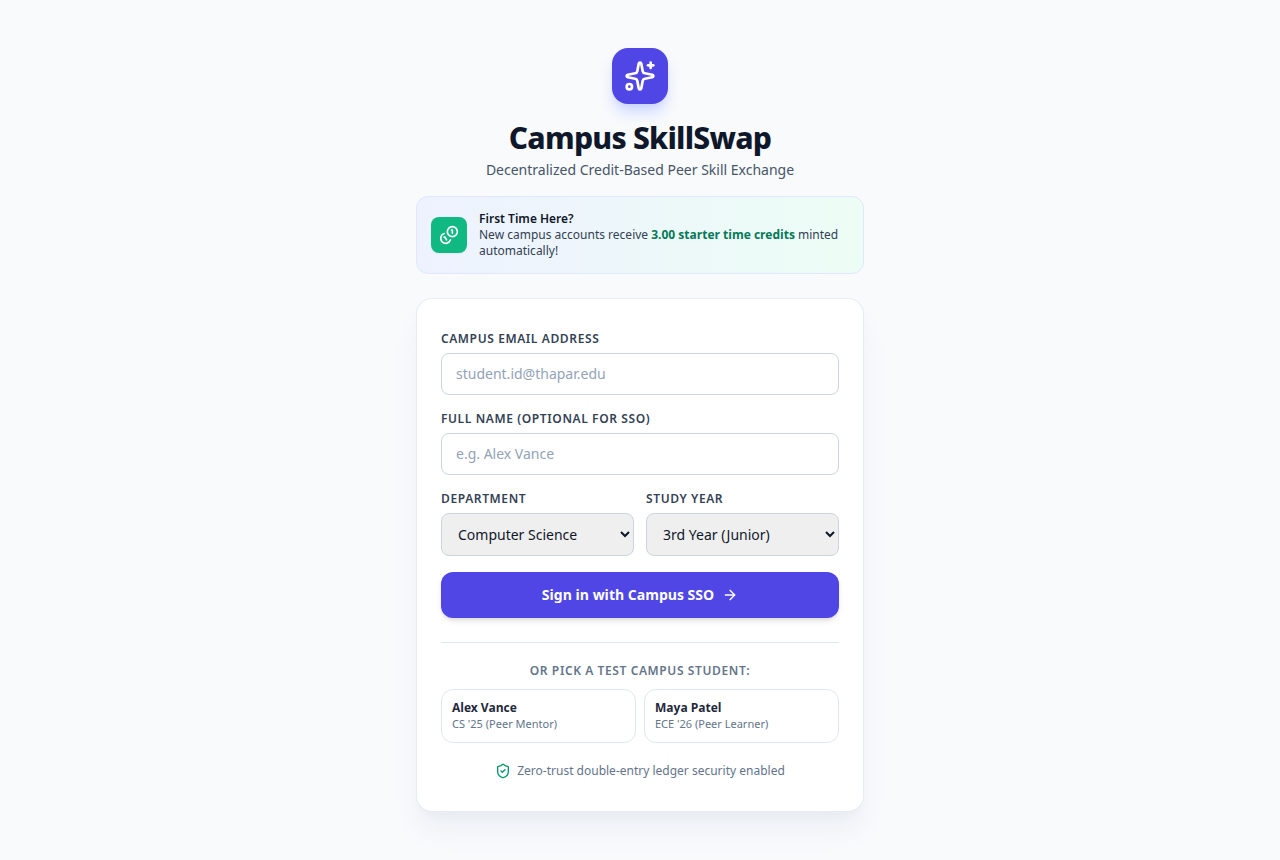 Campus SkillSwap
Decentralized Credit-Based Peer Skill Exchange
First Time Here?
New campus accounts receive 3.00 starter time credits minted
automatically!
CAMPUS EMAIL ADDRESS
student.id@thapar.edu
FULL NAME (OPTIONAL FOR SSO)
e.g. Alex Vance
DEPARTMENT
STUDY YEAR
Computer Science
3rd Year (Junior)
Sign in with Campus SSO
OR PICK A TEST CAMPUS STUDENT:
Alex Vance
CS '25 (Peer Mentor)
Maya Patel
ECE '26 (Peer Learner)
Zero-trust double-entry ledger security enabled